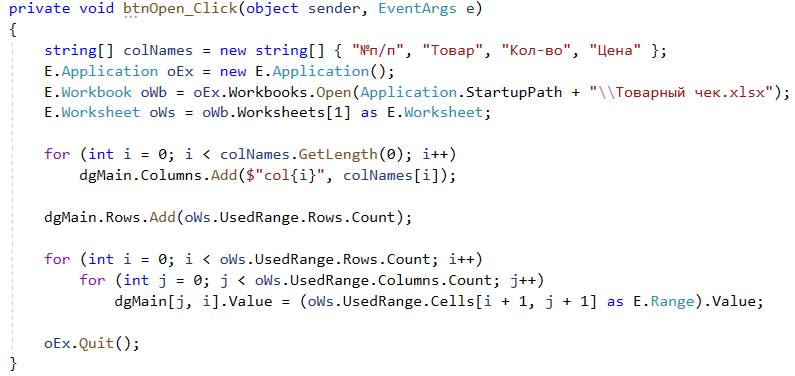 private void btnOpen_Click(object sender, EventArgs e)
{
    string[] colNames = new string[] { "№п/п", "Товар", "Кол-во", "Цена" };
    E.Application oEx = new E.Application();
    E.Workbook oWb = oEx.Workbooks.Open(Application.StartupPath + "\\Товарный чек.xlsx");
    E.Worksheet oWs = oWb.Worksheets[1] as E.Worksheet;

    for (int i = 0; i < colNames.GetLength(0); i++)
        dgMain.Columns.Add($"col{i}", colNames[i]);

    dgMain.Rows.Add(oWs.UsedRange.Rows.Count);

    for (int i = 0; i < oWs.UsedRange.Rows.Count; i++)
        for (int j = 0; j < oWs.UsedRange.Columns.Count; j++)
            dgMain[j, i].Value = (oWs.UsedRange.Cells[i + 1, j + 1] as E.Range).Value;

    oEx.Quit();
}